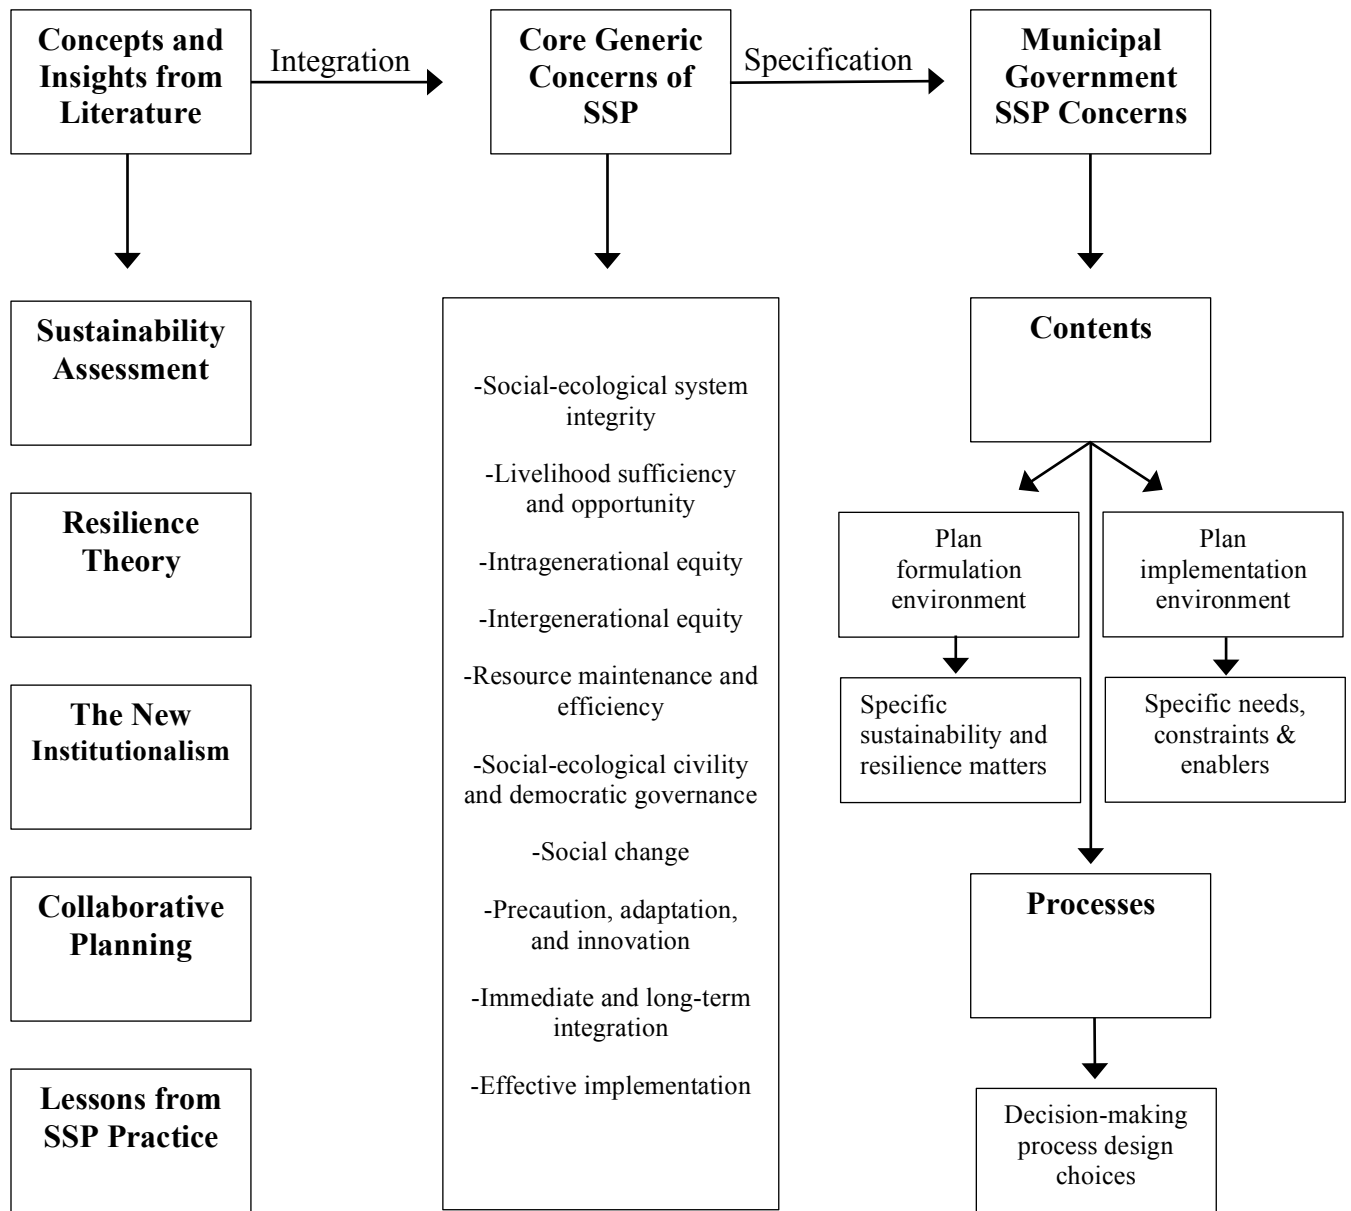 Concepts and
Insights from
Literature
Integration
Core Generic
Concerns of
SSP
Specification
Municipal
Government
SSP Concerns
Sustainability
Assessment
Resilience
Theory
The New
Institutionalism
Collaborative
Planning
Lessons from
SSP Practice
-Social-ecological system
integrity
-Livelihood sufficiency
and opportunity
-Intragenerational equity
-Intergenerational equity
-Resource maintenance and
efficiency
-Social-ecological civility
and democratic governance
-Social change
-Precaution, adaptation,
and innovation
-Immediate and long-term
integration
-Effective implementation
Contents
Plan
formulation
environment
Plan
implementation
environment
Specific
sustainability and
resilience matters
Specific needs,
constraints &
enablers
Processes
Decision-making
process design
choices